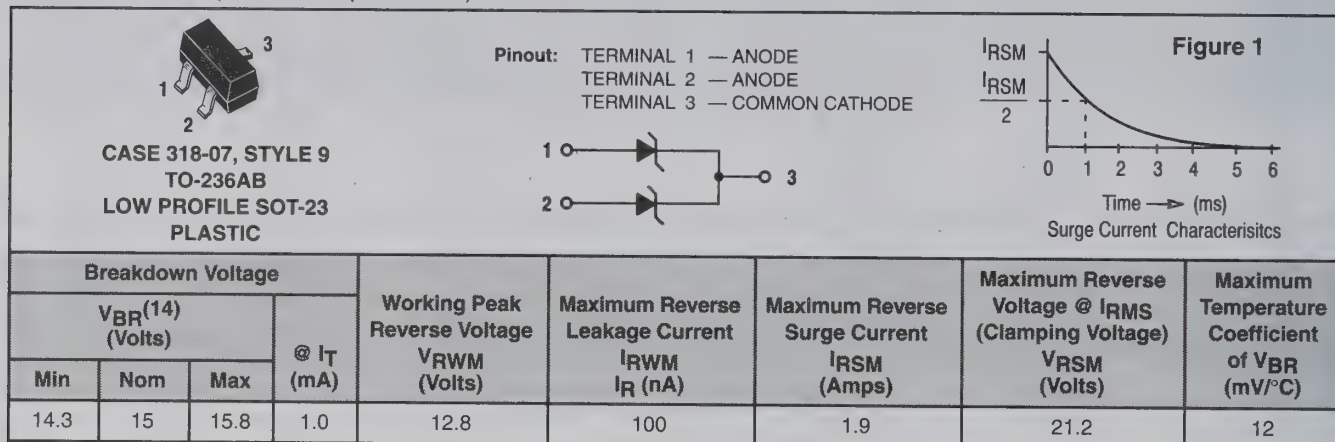 3
1
2
CASE 318-07, STYLE 9
TO-236AB
LOW PROFILE SOT-23
PLASTIC
Pinout: TERMINAL 1 — ANODE
TERMINAL 2 — ANODE
TERMINAL 3 — COMMON CATHODE
1
3
2
Figure 1
IRSM
IRSM
2
0 1 2 3 4 5 6
Time (ms)
Surge Current Characterisitcs
Breakdown Voltage
VBR(14)
(Volts)
@ IT
(mA)
Min Nom Max
Working Peak
Reverse Voltage
VRWM
(Volts)
Maximum Reverse
Leakage Current
IRWM
IR (nA)
Maximum Reverse
Surge Current
IRSM
(Amps)
Maximum Reverse
Voltage @ IRMS
(Clamping Voltage)
VRSM
(Volts)
Maximum
Temperature
Coefficient
of VBR
(mV/°C)
14.3 15 15.8 1.0 12.8 100 1.9 21.2 12